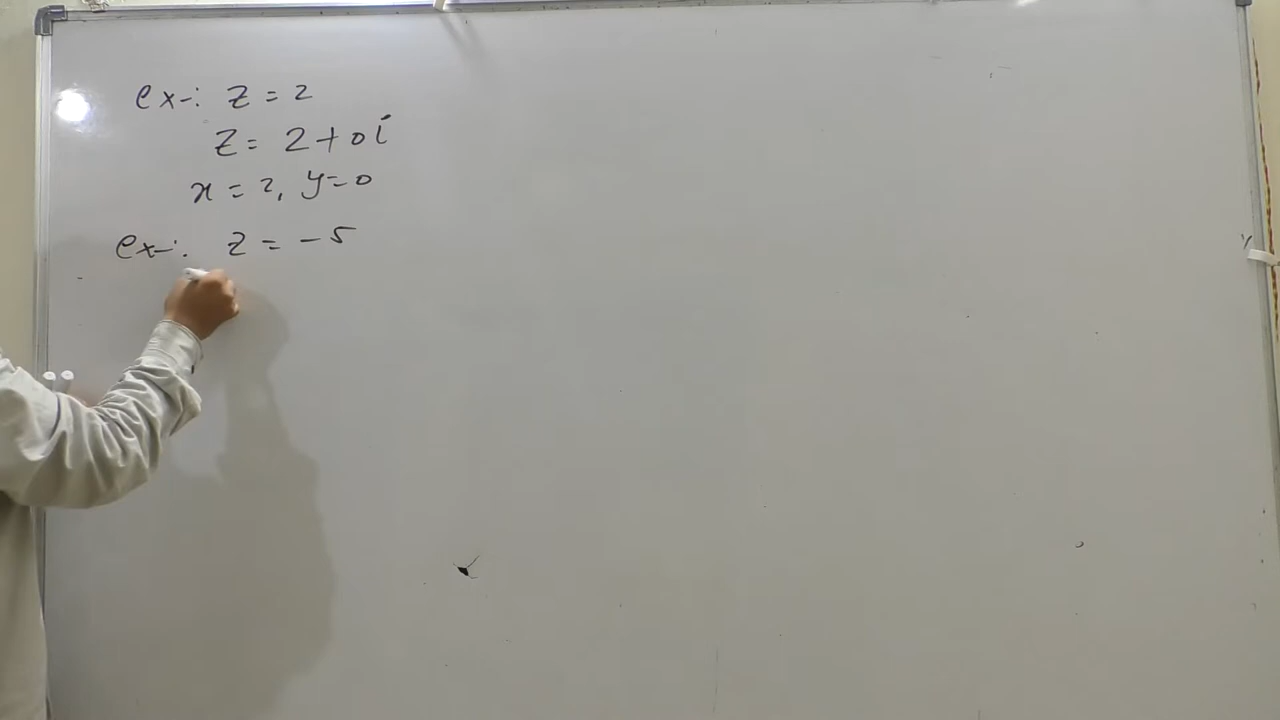 ex-: z = 2
z = 2 + 0i
x = 2, y = 0
ex-: z = -5